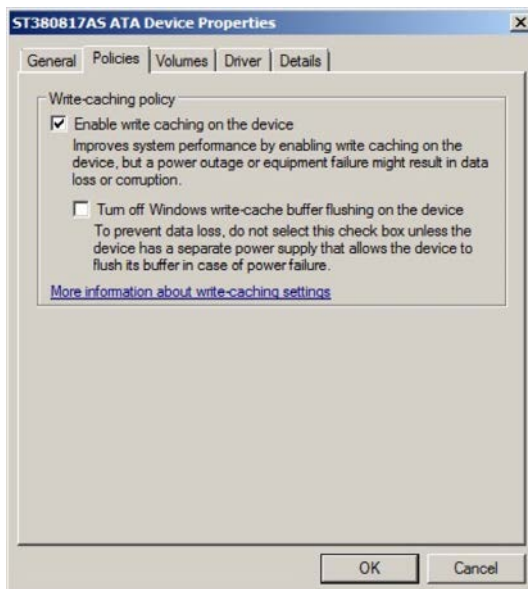 ST380817AS ATA Device Properties
General Policies Volumes Driver Details
Write-caching policy
Enable write caching on the device
Improves system performance by enabling write caching on the
device, but a power outage or equipment failure might result in data
loss or corruption.
Turn off Windows write-cache buffer flushing on the device
To prevent data loss, do not select this check box unless the
device has a separate power supply that allows the device to
flush its buffer in case of power failure.
More information about write-caching settings
OK Cancel